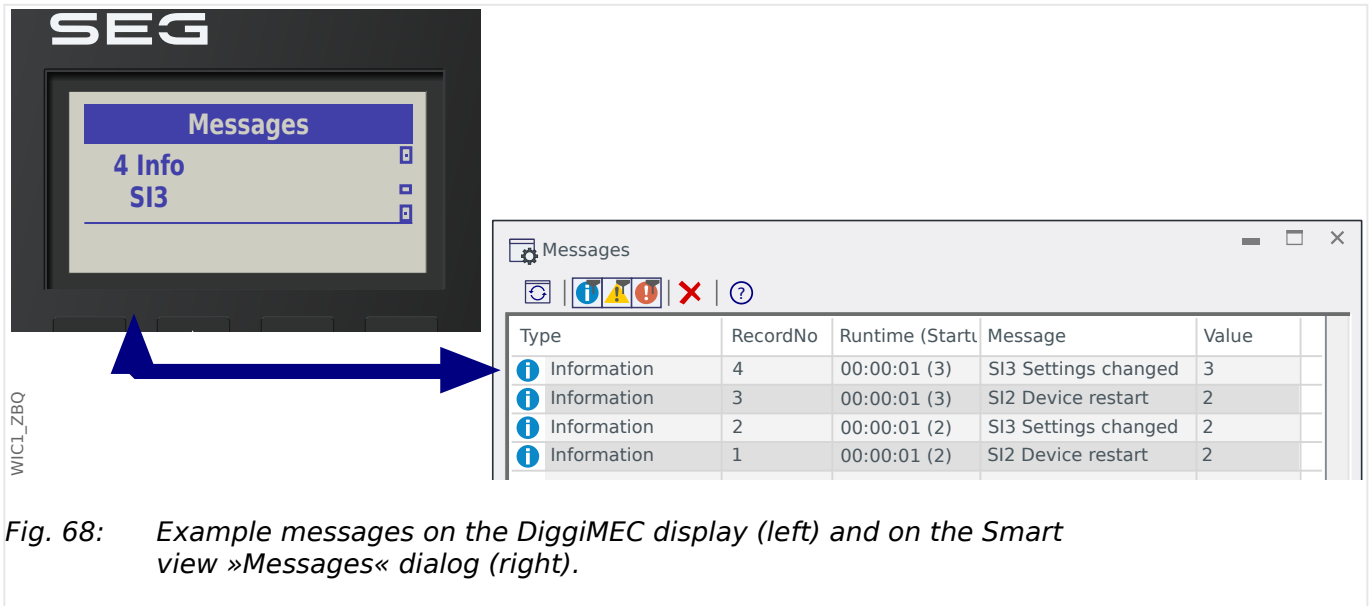 SEG
Messages
4 Info
SI3
Messages
Type RecordNo Runtime (Startu Message Value
Information 4 00:00:01 (3) SI3 Settings changed 3
Information 3 00:00:01 (3) SI2 Device restart 2
Information 2 00:00:01 (2) SI3 Settings changed 2
Information 1 00:00:01 (2) SI2 Device restart 2
WIC1_ZBQ
Fig. 68: Example messages on the DiggiMEC display (left) and on the Smart
view »Messages« dialog (right).